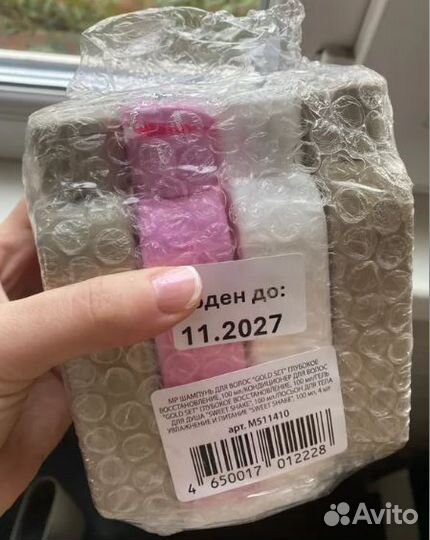 оден до:
11.2027
MP ШАМПУНЬ ДЛЯ ВОЛОС "GOLD SET" ГЛУБОКОЕ
ВОССТАНОВЛЕНИЕ, 100 мл/КОНДИЦИОНЕР ДЛЯ ВОЛОС
"GOLD SET" ГЛУБОКОЕ ВОССТАНОВЛЕНИЕ, 100 мл/ГЕЛЬ
ДЛЯ ДУША "SWEET SHAKE", 100 мл/ЛОСЬОН ДЛЯ ТЕЛА
УВЛАЖНЕНИЕ И ПИТАНИЕ "SWEET SHAKE", 100 мл, 4 шт
арт. M511410
4 650017 012228
Avito